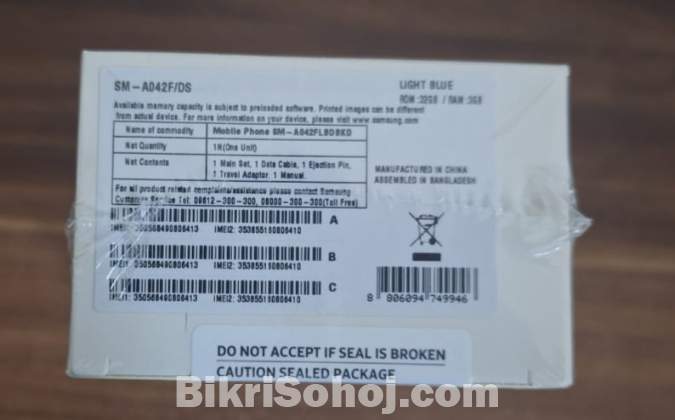 SM-A042F/DS
LIGHT BLUE
ROM :32GB / RAM :3GB
Available memory capacity is subject to preloaded software. Printed images can be different
from actual device. For more information on your device, please visit www.samsung.com
Name of commodity Mobile Phone SM-A042FLBDBKD
Net Quantity 1N(One Unit)
Net Contents 1 Main Set, 1 Data Cable, 1 Ejection Pin,
1 Travel Adaptor, 1 Manual
MANUFACTURED IN CHINA
ASSEMBLED IN BANGLADESH
For all product related complaints/assistance please contact Samsung
Customer Service Tel: 09612-300-300, 08000-300-300(Toll Free)
A
IMEI1: 350568490806413 IMEI2: 353855180806410
B
IMEI1: 350568490806413 IMEI2: 353855180806410
C
IMEI1: 350568490806413 IMEI2: 353855180806410
8 806094 749946
DO NOT ACCEPT IF SEAL IS BROKEN
CAUTION SEALED PACKAGE
BikriSohoj.com